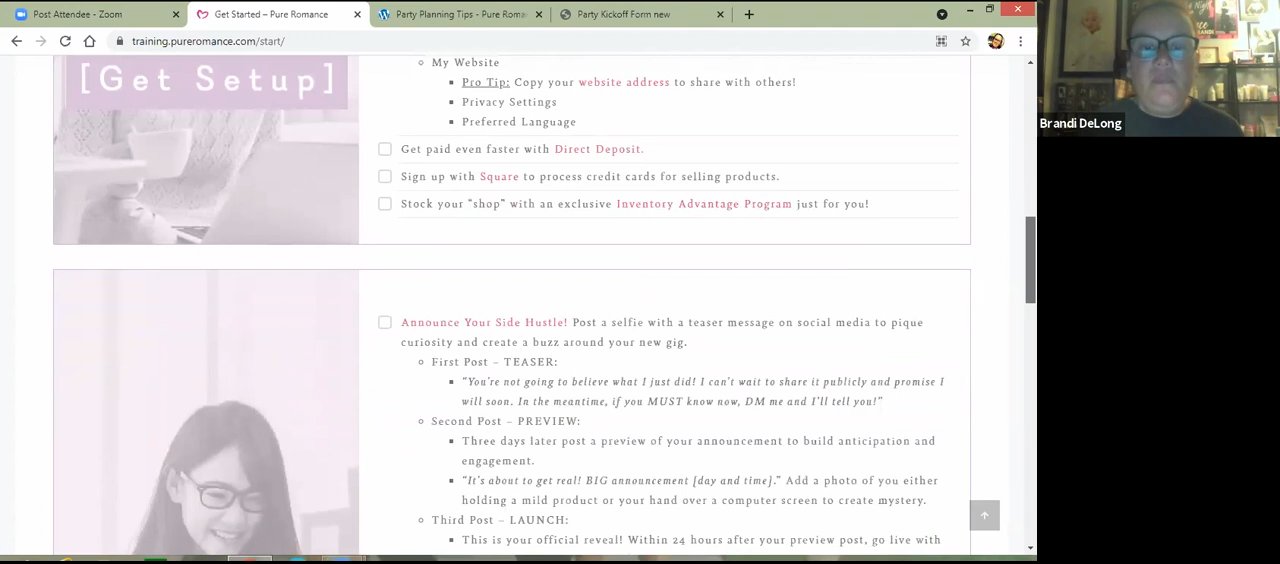 Post Attendee - Zoom
Get Started – Pure Romance
Party Planning Tips - Pure Roma
Party Kickoff Form new
training.pureromance.com/start/
Brandi DeLong
[Get Setup]
My Website
Pro Tip: Copy your website address to share with others!
Privacy Settings
Preferred Language
Get paid even faster with Direct Deposit.
Sign up with Square to process credit cards for selling products.
Stock your “shop” with an exclusive Inventory Advantage Program just for you!
Announce Your Side Hustle! Post a selfie with a teaser message on social media to pique
curiosity and create a buzz around your new gig.
First Post – TEASER:
“You’re not going to believe what I just did! I can’t wait to share it publicly and promise I
will soon. In the meantime, if you MUST know now, DM me and I’ll tell you!”
Second Post – PREVIEW:
Three days later post a preview of your announcement to build anticipation and
engagement.
“It’s about to get real! BIG announcement [day and time].” Add a photo of you either
holding a mild product or your hand over a computer screen to create mystery.
Third Post – LAUNCH:
This is your official reveal! Within 24 hours after your preview post, go live with